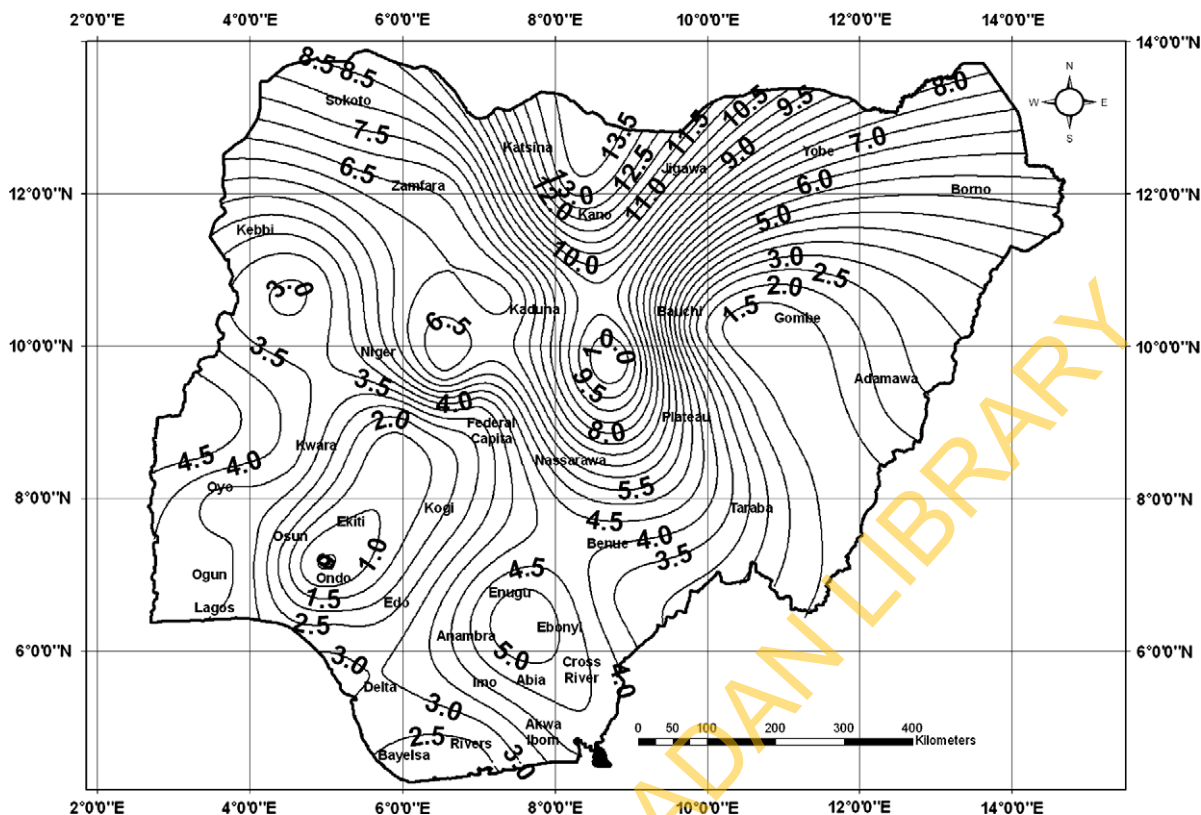 2°0'0"E 4°0'0"E 6°0'0"E 8°0'0"E 10°0'0"E 12°0'0"E 14°0'0"E
14°0'0"N 14°0'0"N
8.5 8.5 8.0
N
W E
S
Sokoto 10.5 9.5
7.5 13.5 11.5 7.0
Katsina Yobe
6.5 12.5 Jigawa 9.0
Zamfara 6.0 Borno
12°0'0"N 13.0 12°0'0"N
12.0 Kano 11.0 5.0
Kebbi
10.0 3.0
2.5
3.0 2.0
Kaduna Bauchi 1.5 Gombe
6.5
10°0'0"N 3.5 Niger 10.0 10°0'0"N
3.5 9.5 Adamawa
4.0 Plateau
2.0 Federal
Capita 8.0
Kwara
4.5 4.0 Nassarawa
Oyo 5.5
8°0'0"N 8°0'0"N
Kogi Taraba
Ekiti 4.5
Osun 1.0 Benue 4.0
3.5
Ogun Ondo 4.5
Enugu
Lagos 1.5 Edo
2.5 Anambra Ebonyi
6°0'0"N 3.0 5.0 Cross
River 6°0'0"N
Delta Imo Abia 4.0
3.0 Akwa
Ibom
2.5 Rivers
Bayelsa 3.0
0 50 100 200 300 400
Kilometers
ADAN LIBRARY
2°0'0"E 4°0'0"E 6°0'0"E 8°0'0"E 10°0'0"E 12°0'0"E 14°0'0"E